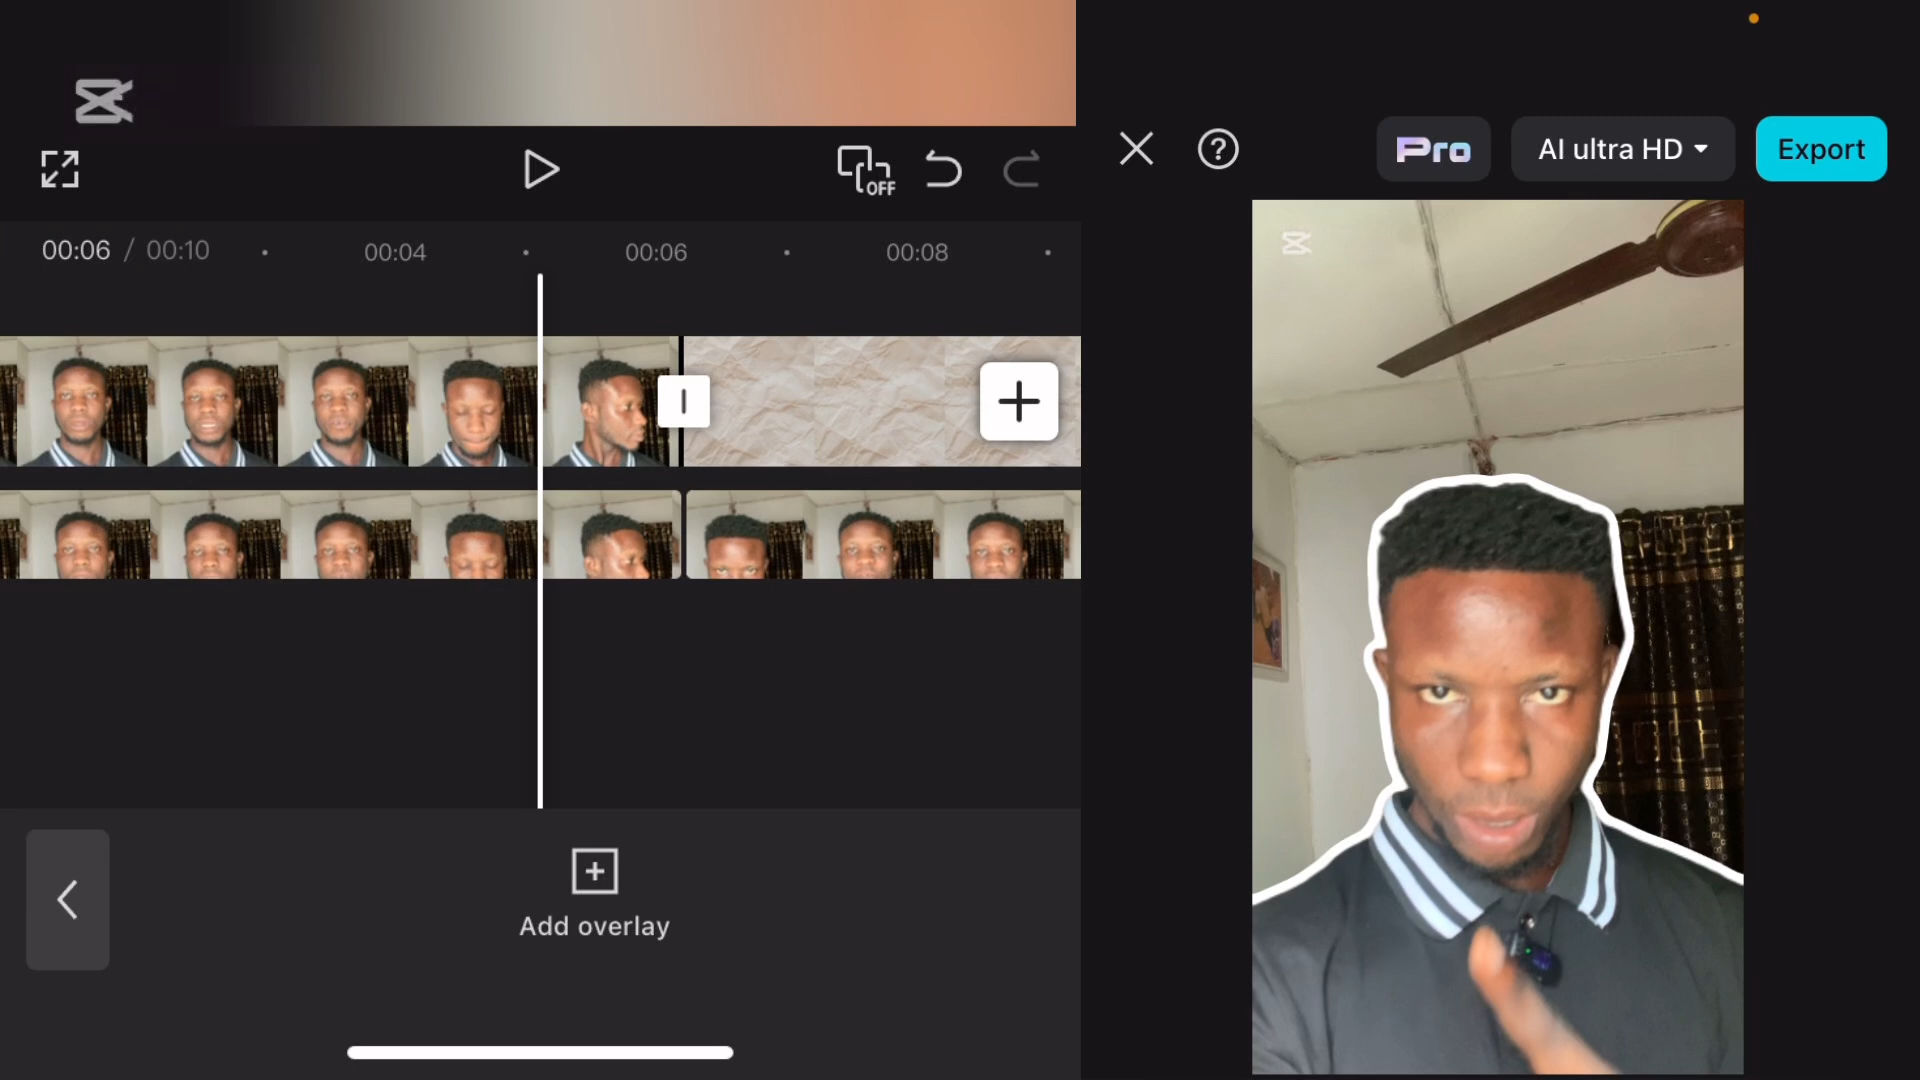 OFF
00:06 / 00:10
00:04
00:06
00:08
Add overlay
?
Pro
AI ultra HD
Export